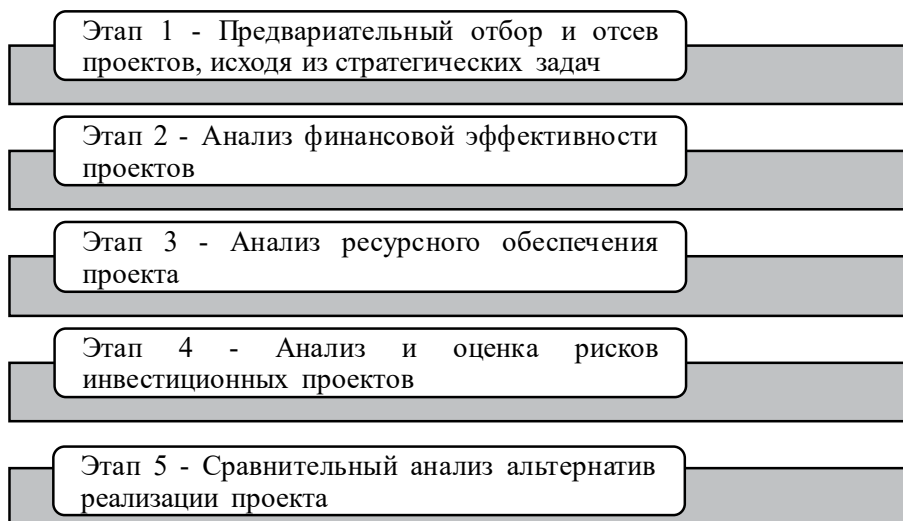 Этап 1 - Предвариательный отбор и отсев
проектов, исходя из стратегических задач
Этап 2 - Анализ финансовой эффективности
проектов
Этап 3 - Анализ ресурсного обеспечения
проекта
Этап 4 - Анализ и оценка рисков
инвестиционных проектов
Этап 5 - Сравнительный анализ альтернатив
реализации проекта